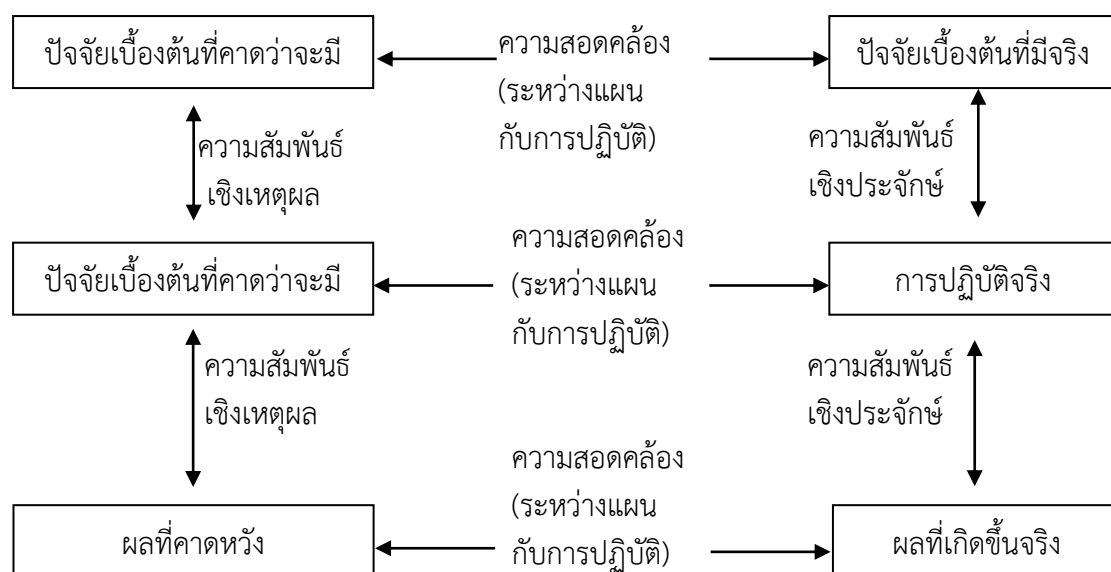 ปัจจัยเบื้องต้นที่คาดว่าจะมี
ความสอดคล้อง
(ระหว่างแผน
กับการปฏิบัติ)
ปัจจัยเบื้องต้นที่มีจริง
ความสัมพันธ์
เชิงเหตุผล
ความสัมพันธ์
เชิงประจักษ์
ปัจจัยเบื้องต้นที่คาดว่าจะมี
ความสอดคล้อง
(ระหว่างแผน
กับการปฏิบัติ)
การปฏิบัติจริง
ความสัมพันธ์
เชิงเหตุผล
ความสัมพันธ์
เชิงประจักษ์
ผลที่คาดหวัง
ความสอดคล้อง
(ระหว่างแผน
กับการปฏิบัติ)
ผลที่เกิดขึ้นจริง